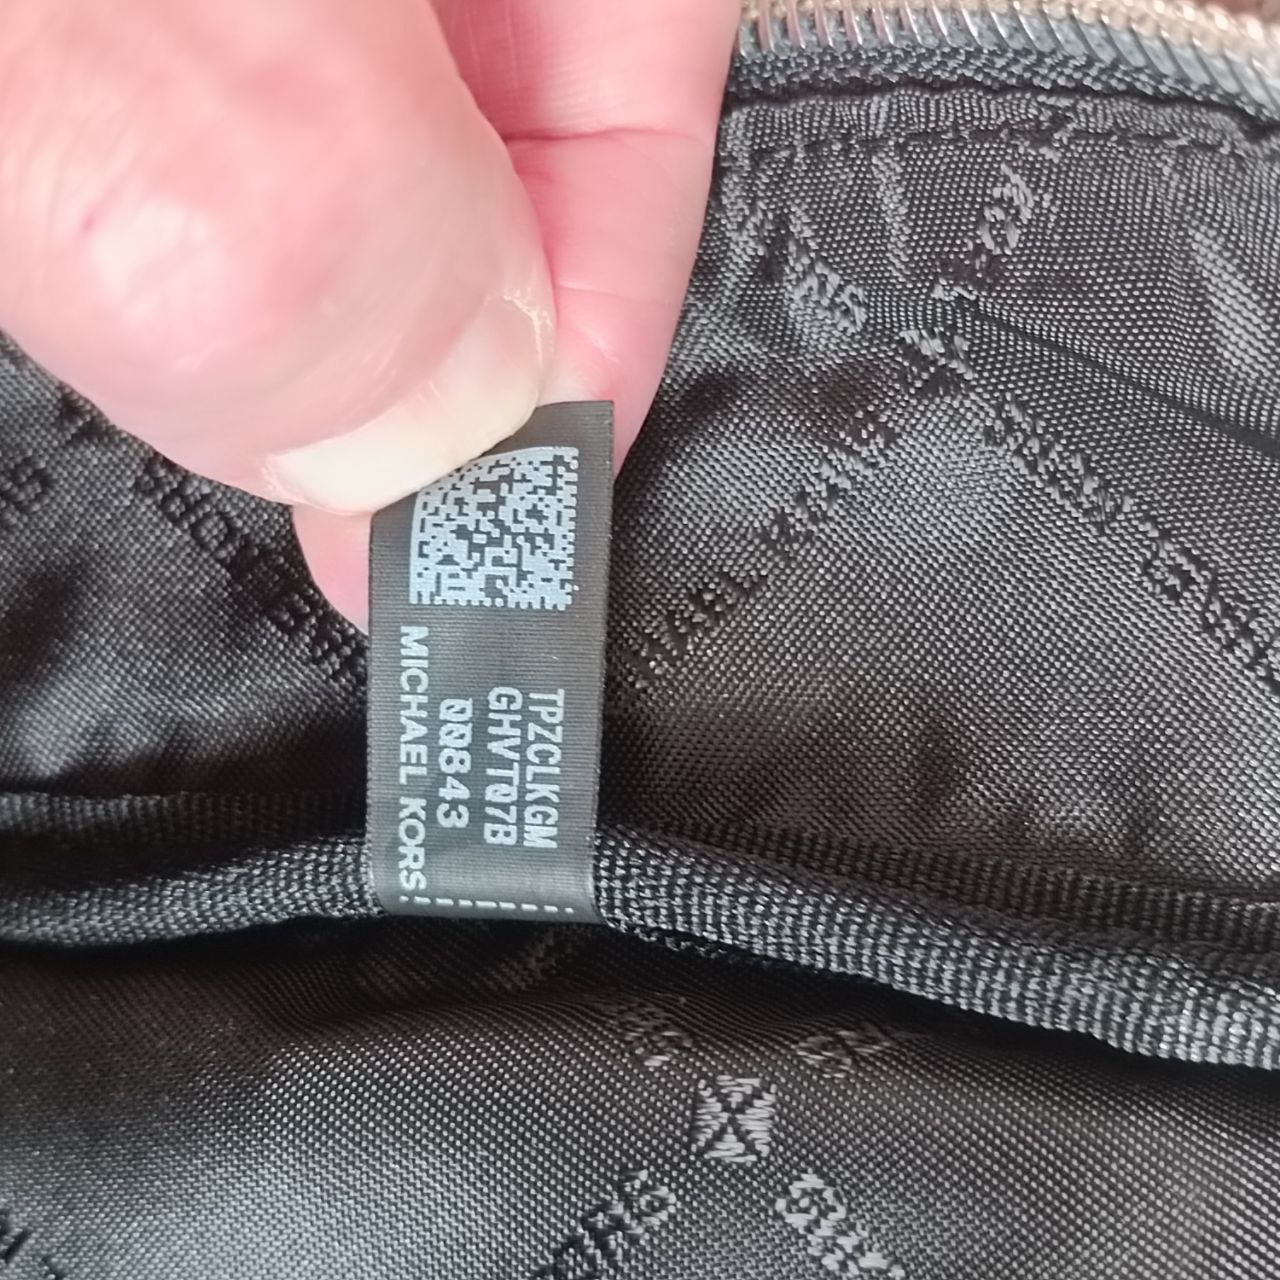 TPZCLKGM
GHVT07B
00843
MICHAEL KORS